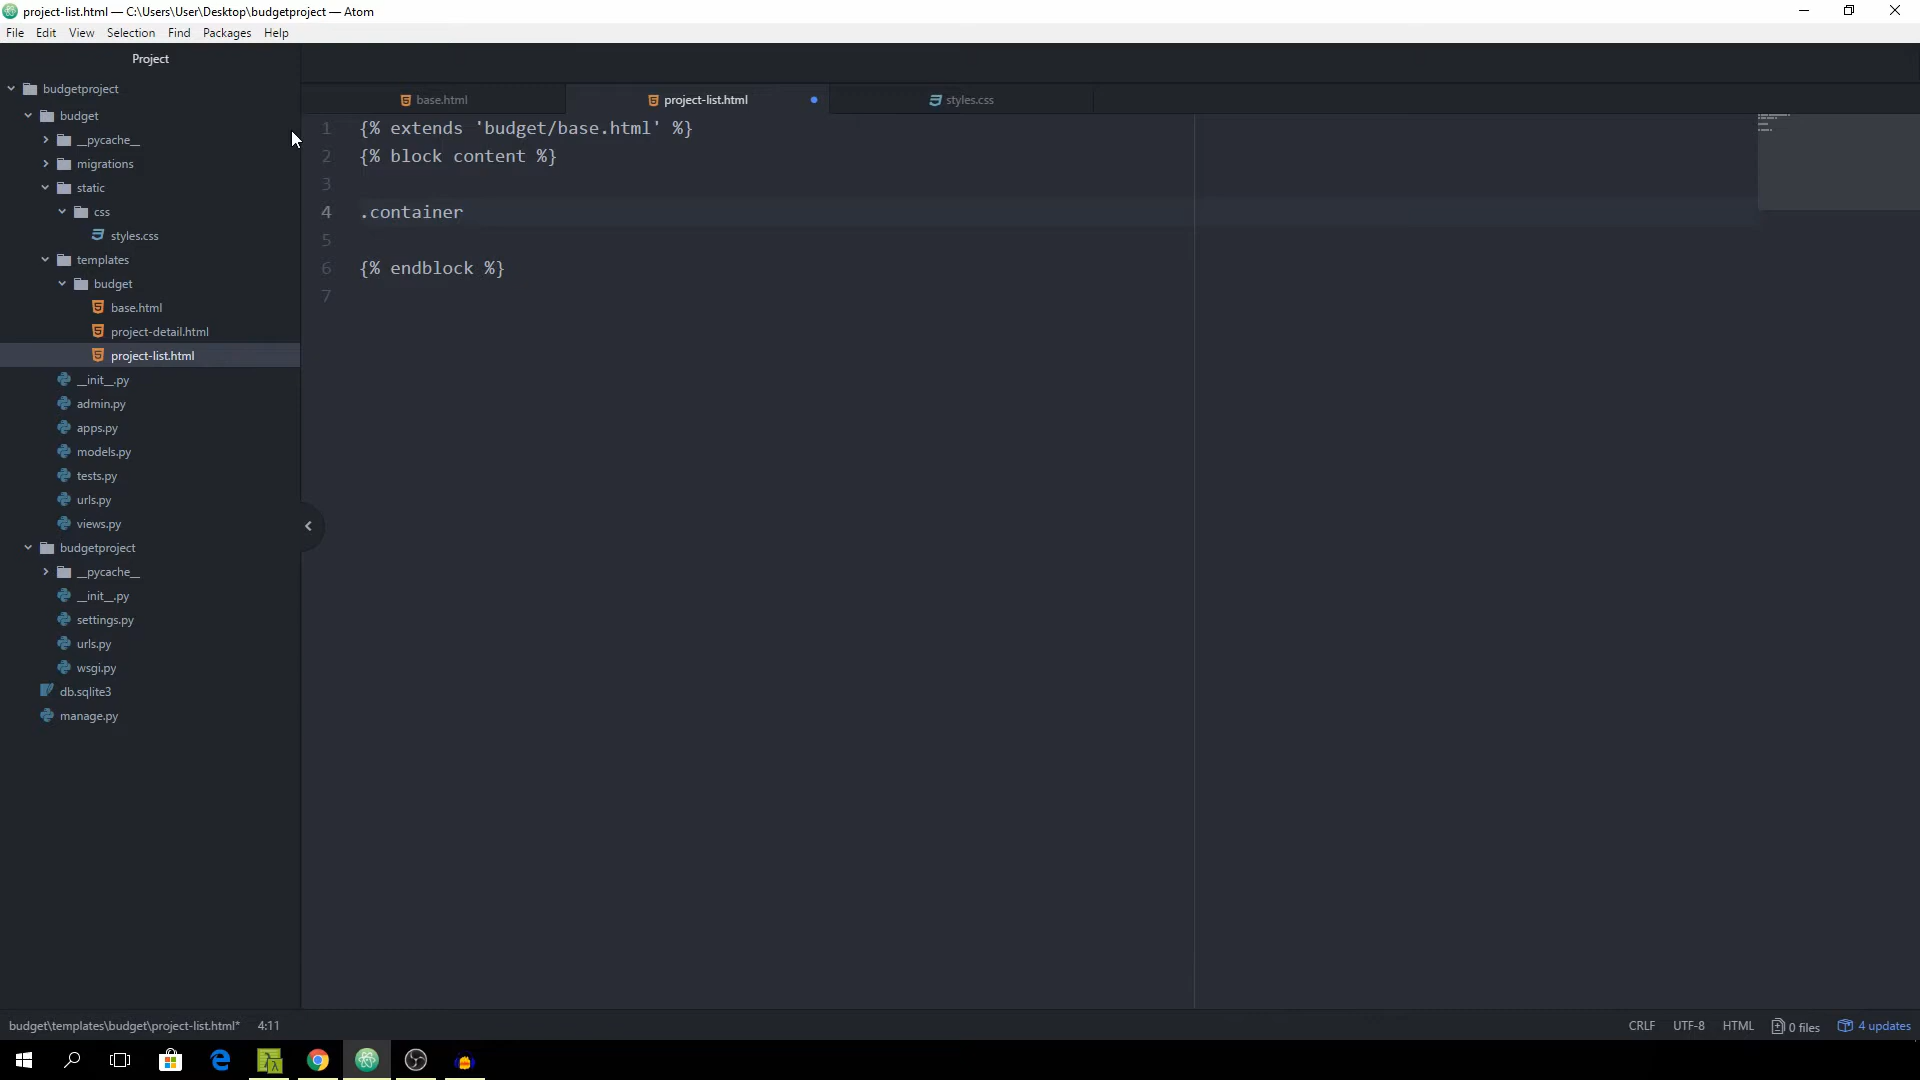 project-list.html — C:\Users\User\Desktop\budgetproject — Atom
File Edit View Selection Find Packages Help
Project
budgetproject
budget
__pycache__
migrations
static
css
styles.css
templates
budget
base.html
project-detail.html
project-list.html
__init__.py
admin.py
apps.py
models.py
tests.py
urls.py
views.py
budgetproject
__pycache__
__init__.py
settings.py
urls.py
wsgi.py
db.sqlite3
manage.py
base.html project-list.html styles.css
1 {% extends 'budget/base.html' %}
2 {% block content %}
3
4 .container
5
6 {% endblock %}
7
budget\templates\budget\project-list.html* 4:11 CRLF UTF-8 HTML 0 files 4 updates